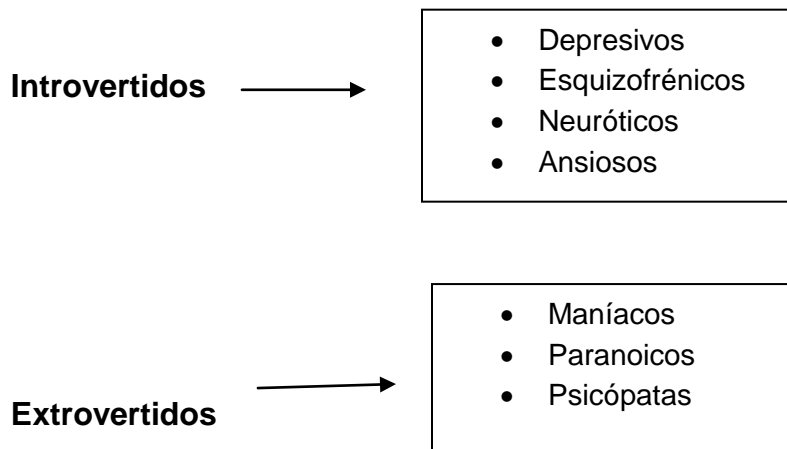 Introvertidos
• Depresivos
• Esquizofrénicos
• Neuróticos
• Ansiosos
Extrovertidos
• Maníacos
• Paranoicos
• Psicópatas